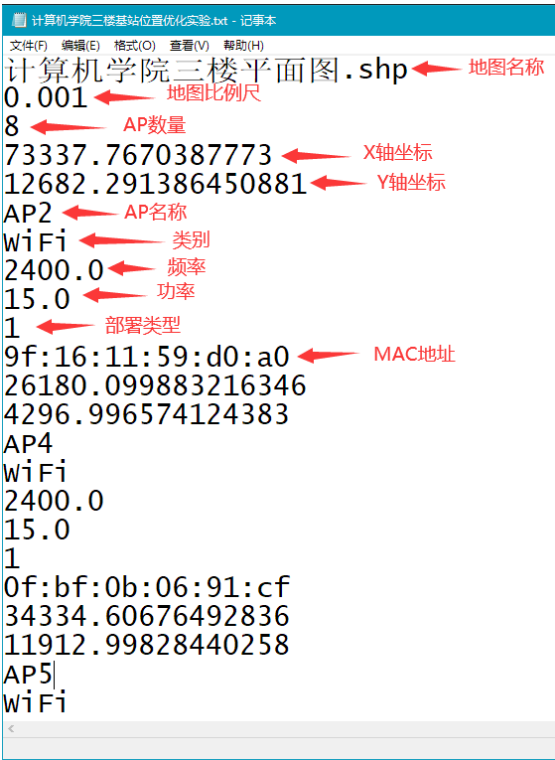 计算机学院三楼基站位置优化实验.txt - 记事本
文件(F) 编辑(E) 格式(O) 查看(V) 帮助(H)
计算机学院三楼平面图.shp 地图名称
0.001 地图比例尺
8 AP数量
73337.7670387773 X轴坐标
12682.291386450881 Y轴坐标
AP2 AP名称
WiFi 类别
2400.0 频率
15.0 功率
1 部署类型
9f:16:11:59:d0:a0 MAC地址
26180.099883216346
4296.996574124383
AP4
WiFi
2400.0
15.0
1
0f:bf:0b:06:91:cf
34334.60676492836
11912.99828440258
AP5
WiFi